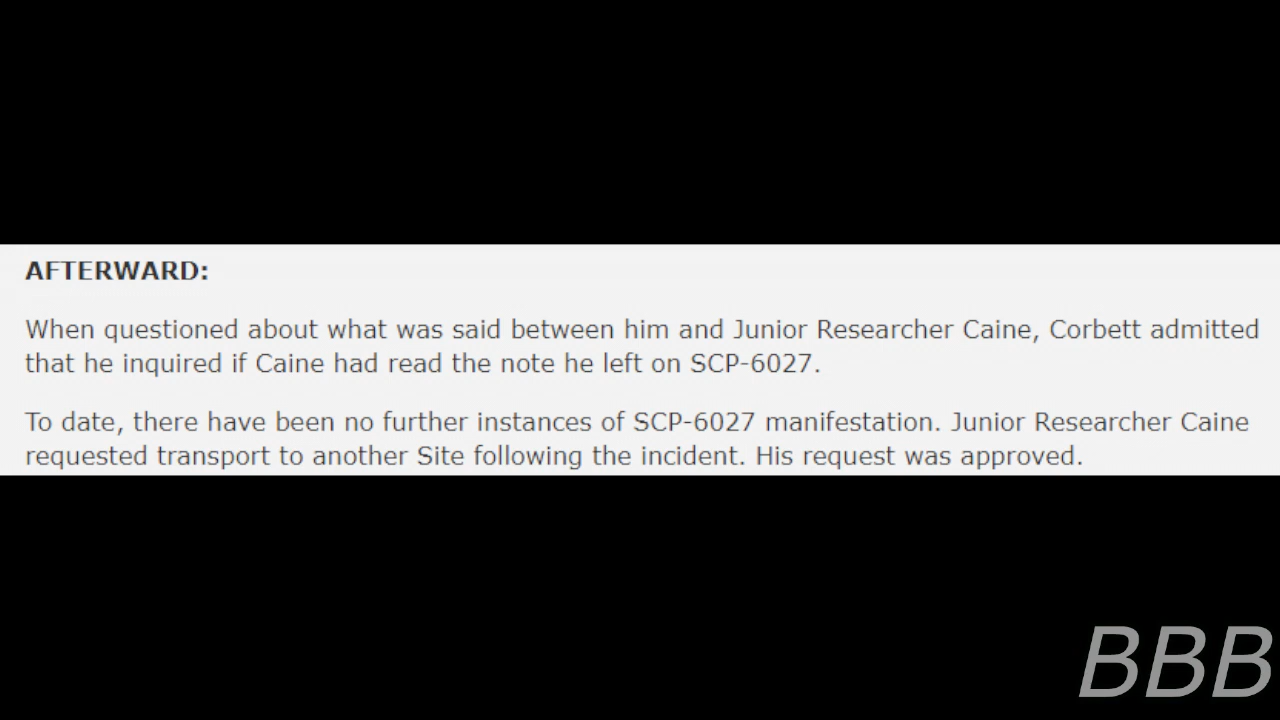 AFTERWARD:
When questioned about what was said between him and Junior Researcher Caine, Corbett admitted
that he inquired if Caine had read the note he left on SCP-6027.
To date, there have been no further instances of SCP-6027 manifestation. Junior Researcher Caine
requested transport to another Site following the incident. His request was approved.
BBB